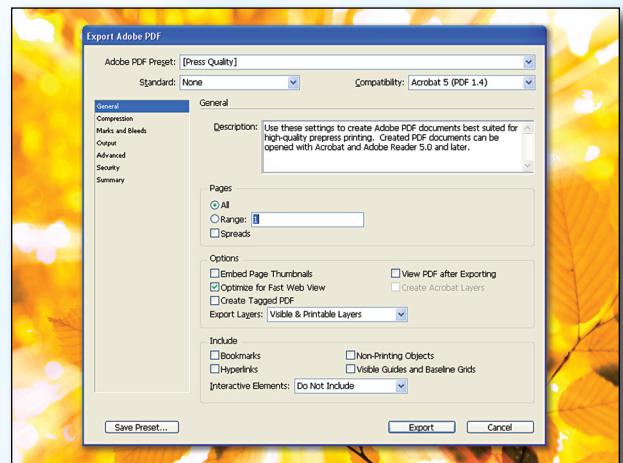 Export Adobe PDF
Adobe PDF Preset: [Press Quality]
Standard: None Compatibility: Acrobat 5 (PDF 1.4)
General
Compression
Marks and Bleeds
Output
Advanced
Security
Summary
General
Description: Use these settings to create Adobe PDF documents best suited for
high-quality prepress printing. Created PDF documents can be
opened with Acrobat and Adobe Reader 5.0 and later.
Pages
All
Range: 1
Spreads
Options
Embed Page Thumbnails View PDF after Exporting
Optimize for Fast Web View Create Acrobat Layers
Create Tagged PDF
Export Layers: Visible & Printable Layers
Include
Bookmarks Non-Printing Objects
Hyperlinks Visible Guides and Baseline Grids
Interactive Elements: Do Not Include
Save Preset... Export Cancel